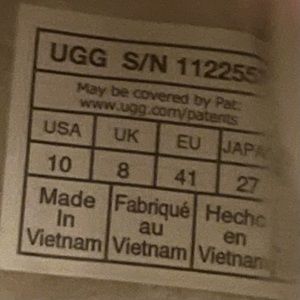 UGG S/N 112255
May be covered by Pat:
www.ugg.com/patents
USA UK EU JAPA
10 8 41 27
Made Fabriqué Hecho
In au en
Vietnam Vietnam Vietnam